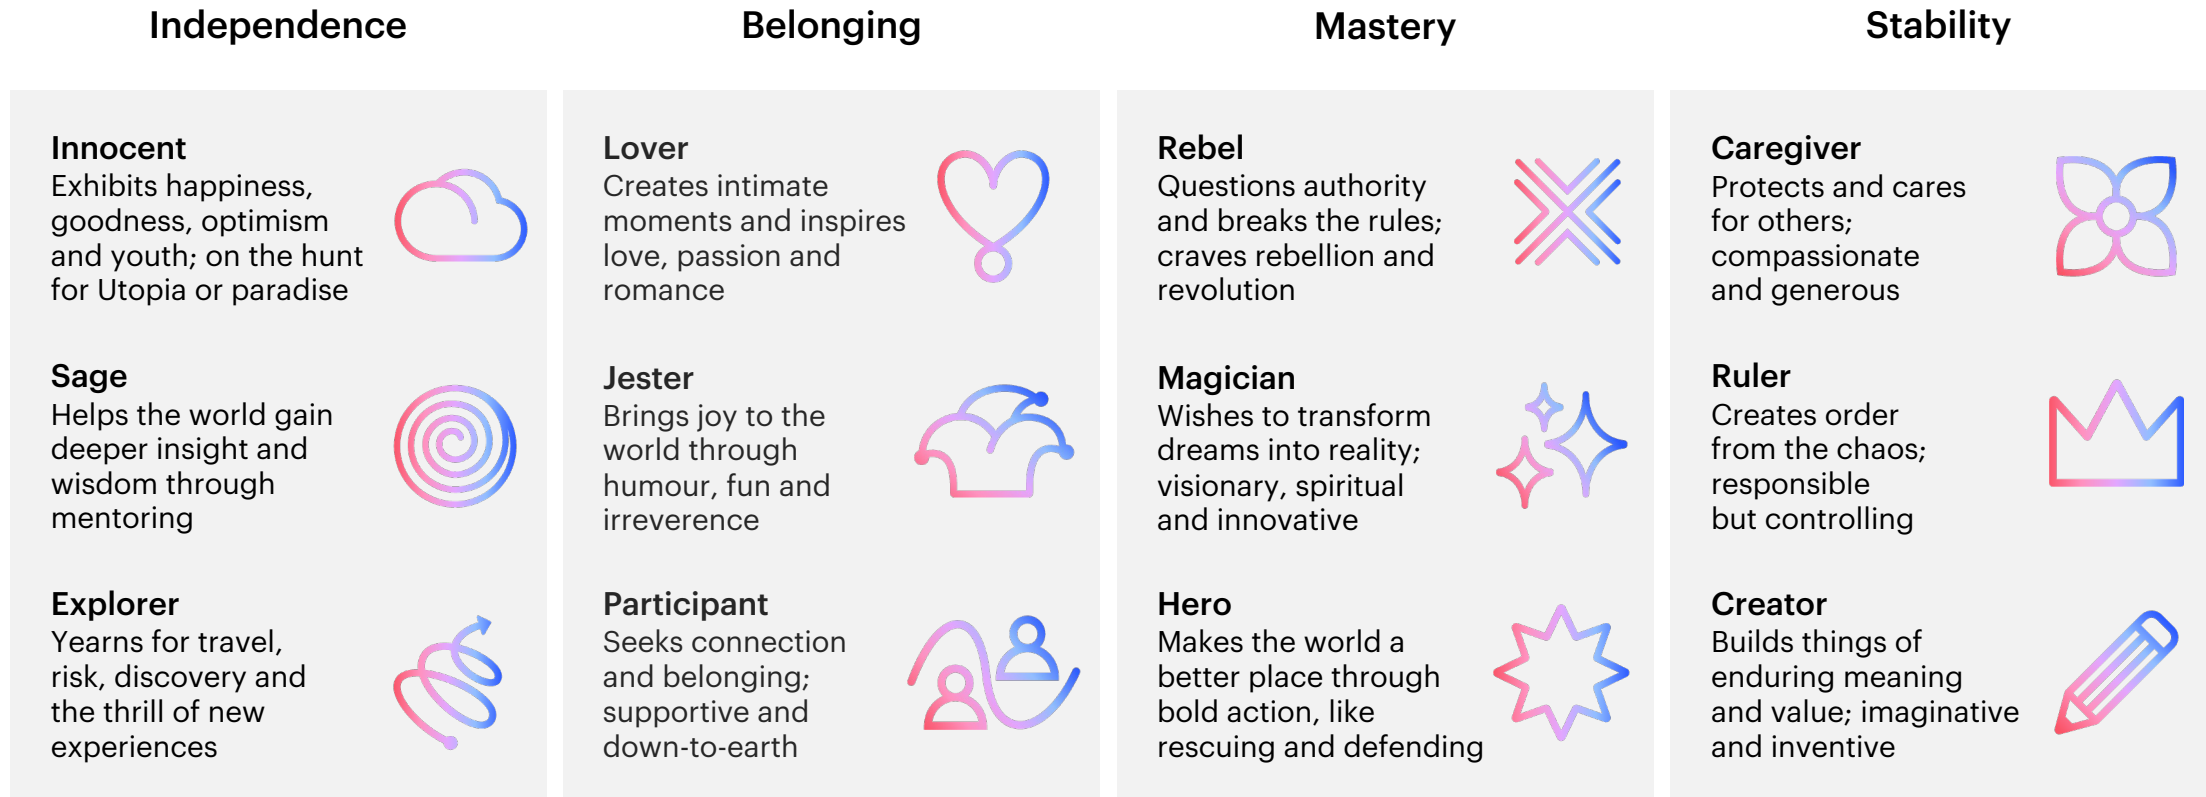 Independence
Belonging
Mastery
Stability
Innocent
Exhibits happiness,
goodness, optimism
and youth; on the hunt
for Utopia or paradise
Sage
Helps the world gain
deeper insight and
wisdom through
mentoring
Explorer
Yearns for travel,
risk, discovery and
the thrill of new
experiences
Lover
Creates intimate
moments and inspires
love, passion and
romance
Jester
Brings joy to the
world through
humour, fun and
irreverence
Participant
Seeks connection
and belonging;
supportive and
down-to-earth
Rebel
Questions authority
and breaks the rules;
craves rebellion and
revolution
Magician
Wishes to transform
dreams into reality;
visionary, spiritual
and innovative
Hero
Makes the world a
better place through
bold action, like
rescuing and defending
Caregiver
Protects and cares
for others;
compassionate
and generous
Ruler
Creates order
from the chaos;
responsible
but controlling
Creator
Builds things of
enduring meaning
and value; imaginative
and inventive